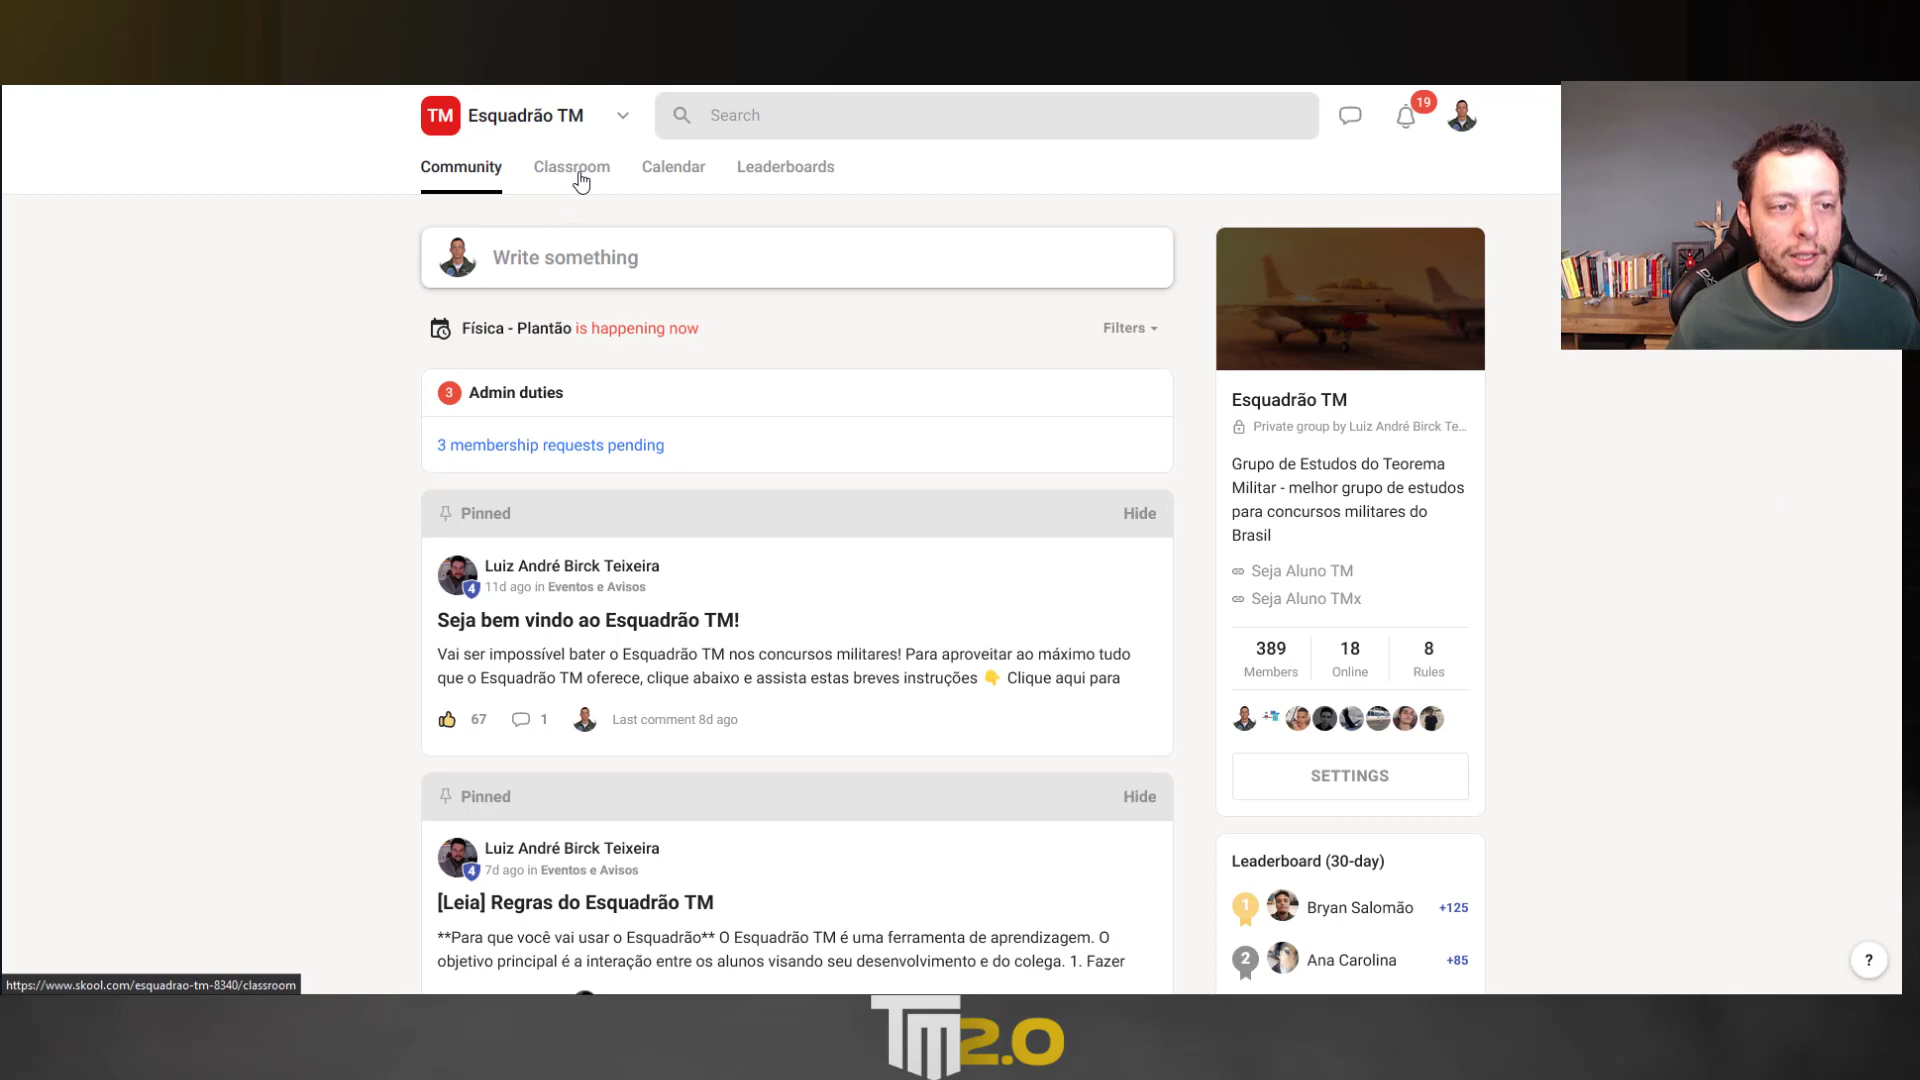 TM Esquadrão TM
Search
19
Community Classroom Calendar Leaderboards
Write something
Física - Plantão is happening now
Filters
3 Admin duties
3 membership requests pending
Pinned
Hide
Luiz André Birck Teixeira
4
11d ago in Eventos e Avisos
Seja bem vindo ao Esquadrão TM!
Vai ser impossível bater o Esquadrão TM nos concursos militares! Para aproveitar ao máximo tudo
que o Esquadrão TM oferece, clique abaixo e assista estas breves instruções 👇 Clique aqui para
67 1 Last comment 8d ago
Pinned
Hide
Luiz André Birck Teixeira
4
7d ago in Eventos e Avisos
[Leia] Regras do Esquadrão TM
**Para que você vai usar o Esquadrão** O Esquadrão TM é uma ferramenta de aprendizagem. O
objetivo principal é a interação entre os alunos visando seu desenvolvimento e do colega. 1. Fazer
Esquadrão TM
Private group by Luiz André Birck Te...
Grupo de Estudos do Teorema
Militar - melhor grupo de estudos
para concursos militares do
Brasil
Seja Aluno TM
Seja Aluno TMx
389 18 8
Members Online Rules
SETTINGS
Leaderboard (30-day)
1 Bryan Salomão +125
2 Ana Carolina +85
?
https://www.skool.com/esquadrao-tm-8340/classroom
TM 2.0